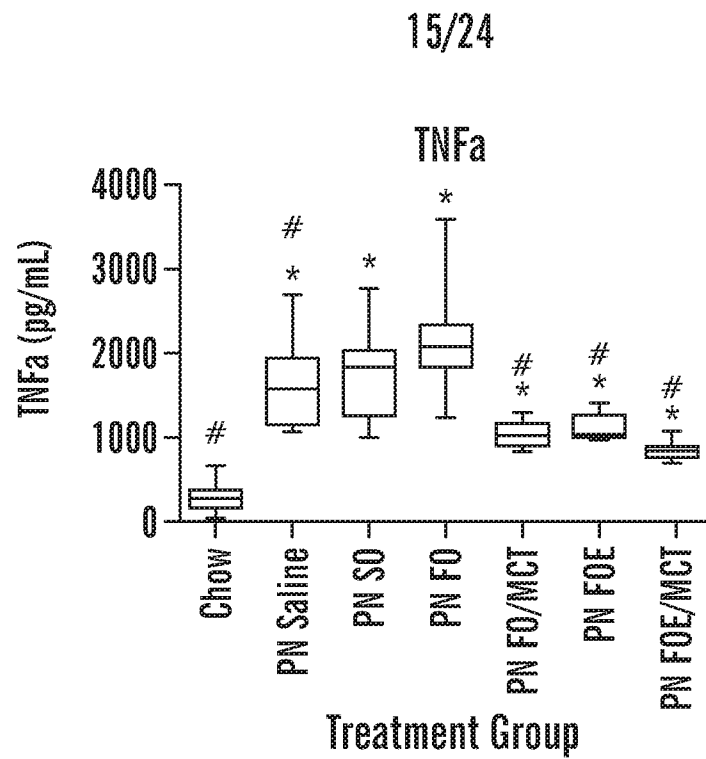 15/24
TNFa
TNFa (pg/mL)
4000
3000
2000
1000
0
#
# *
*
*
# *
# *
# *
Chow
PN Saline
PN SO
PN FO
PN FO/MCT
PN FOE
PN FOE/MCT
Treatment Group